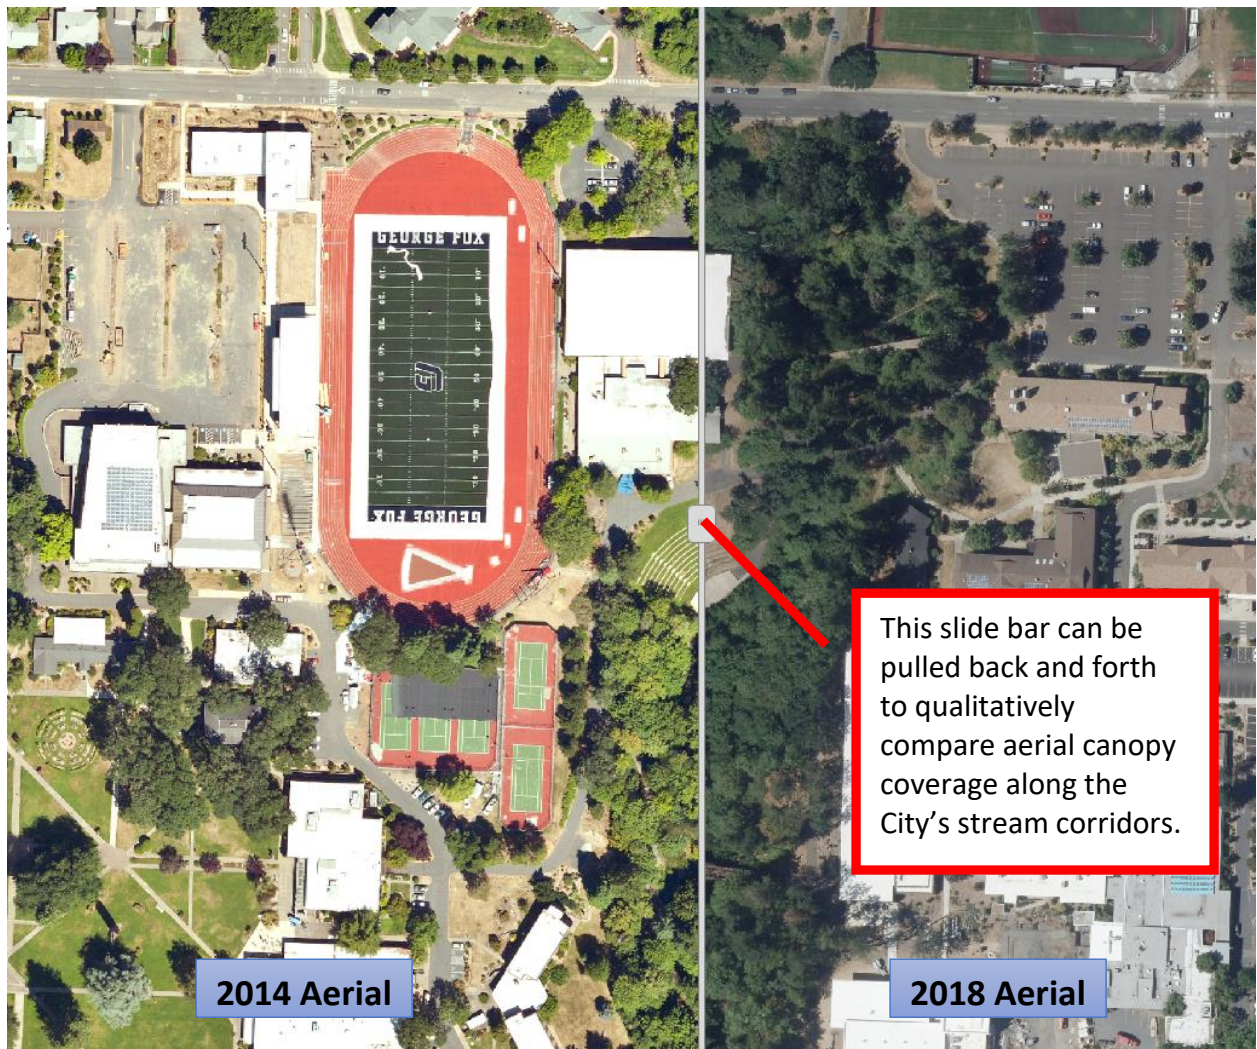 GEORGE FOX
GEORGE FOX
This slide bar can be
pulled back and forth
to qualitatively
compare aerial canopy
coverage along the
City’s stream corridors.
2014 Aerial
2018 Aerial